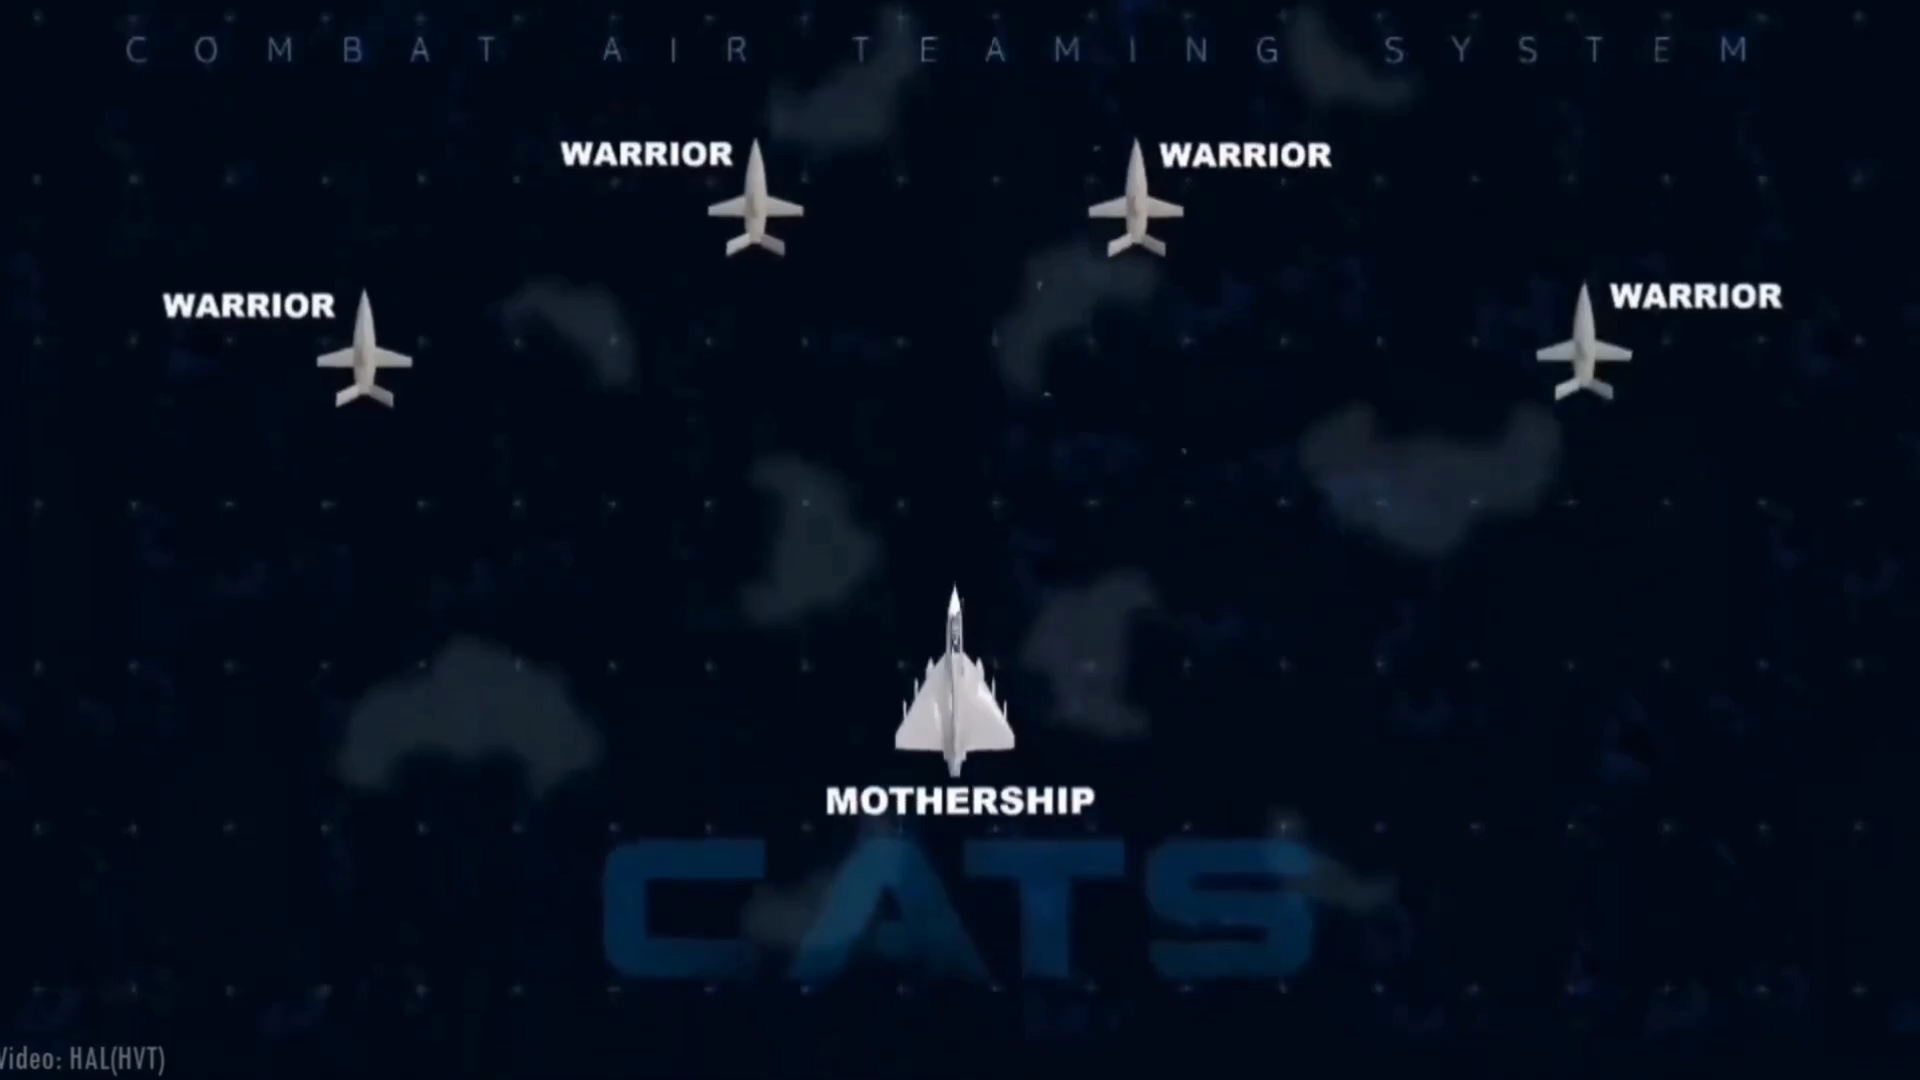 COMBAT AIR TEAMING SYSTEM
WARRIOR
WARRIOR
WARRIOR
WARRIOR
MOTHERSHIP
CATS
Video: HAL(HVT)